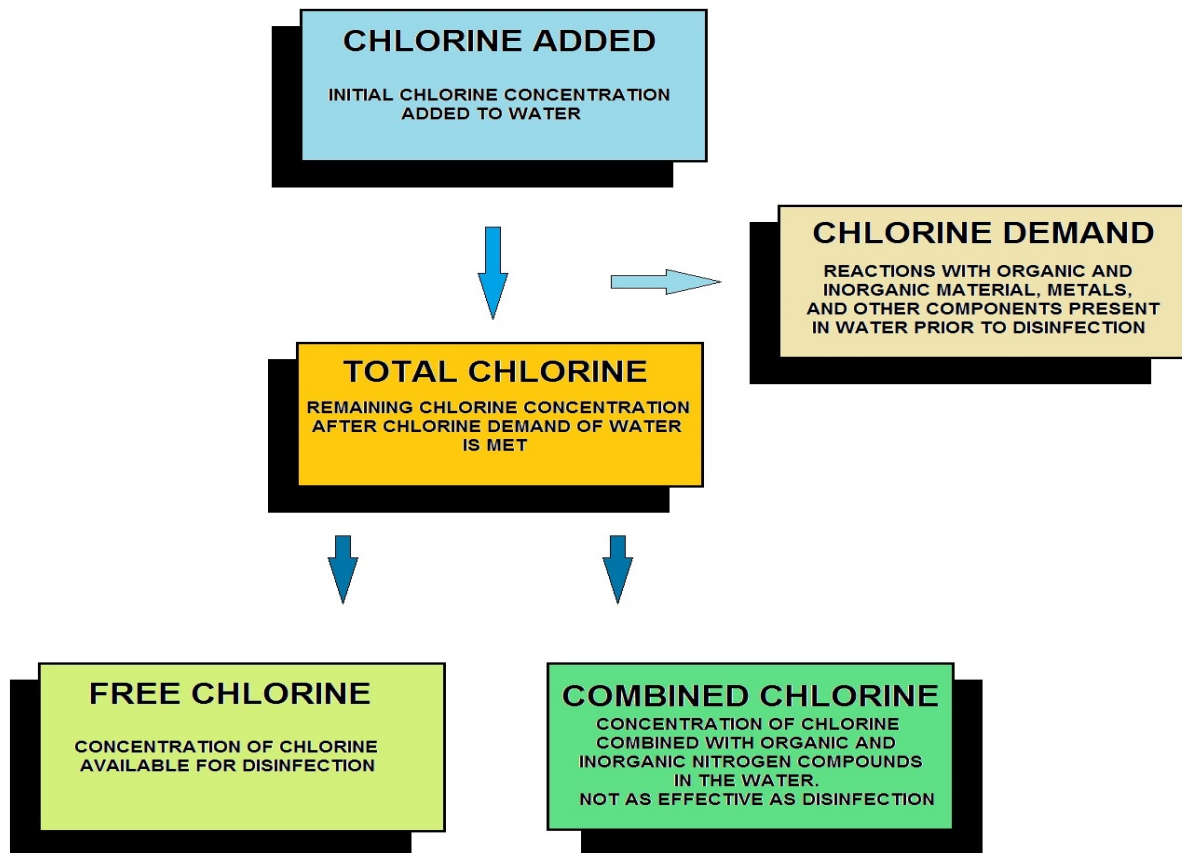 CHLORINE ADDED
INITIAL CHLORINE CONCENTRATION
ADDED TO WATER
CHLORINE DEMAND
REACTIONS WITH ORGANIC AND
INORGANIC MATERIAL, METALS,
AND OTHER COMPONENTS PRESENT
IN WATER PRIOR TO DISINFECTION
TOTAL CHLORINE
REMAINING CHLORINE CONCENTRATION
AFTER CHLORINE DEMAND OF WATER
IS MET
FREE CHLORINE
CONCENTRATION OF CHLORINE
AVAILABLE FOR DISINFECTION
COMBINED CHLORINE
CONCENTRATION OF CHLORINE
COMBINED WITH ORGANIC AND
INORGANIC NITROGEN COMPOUNDS
IN THE WATER.
NOT AS EFFECTIVE AS DISINFECTION